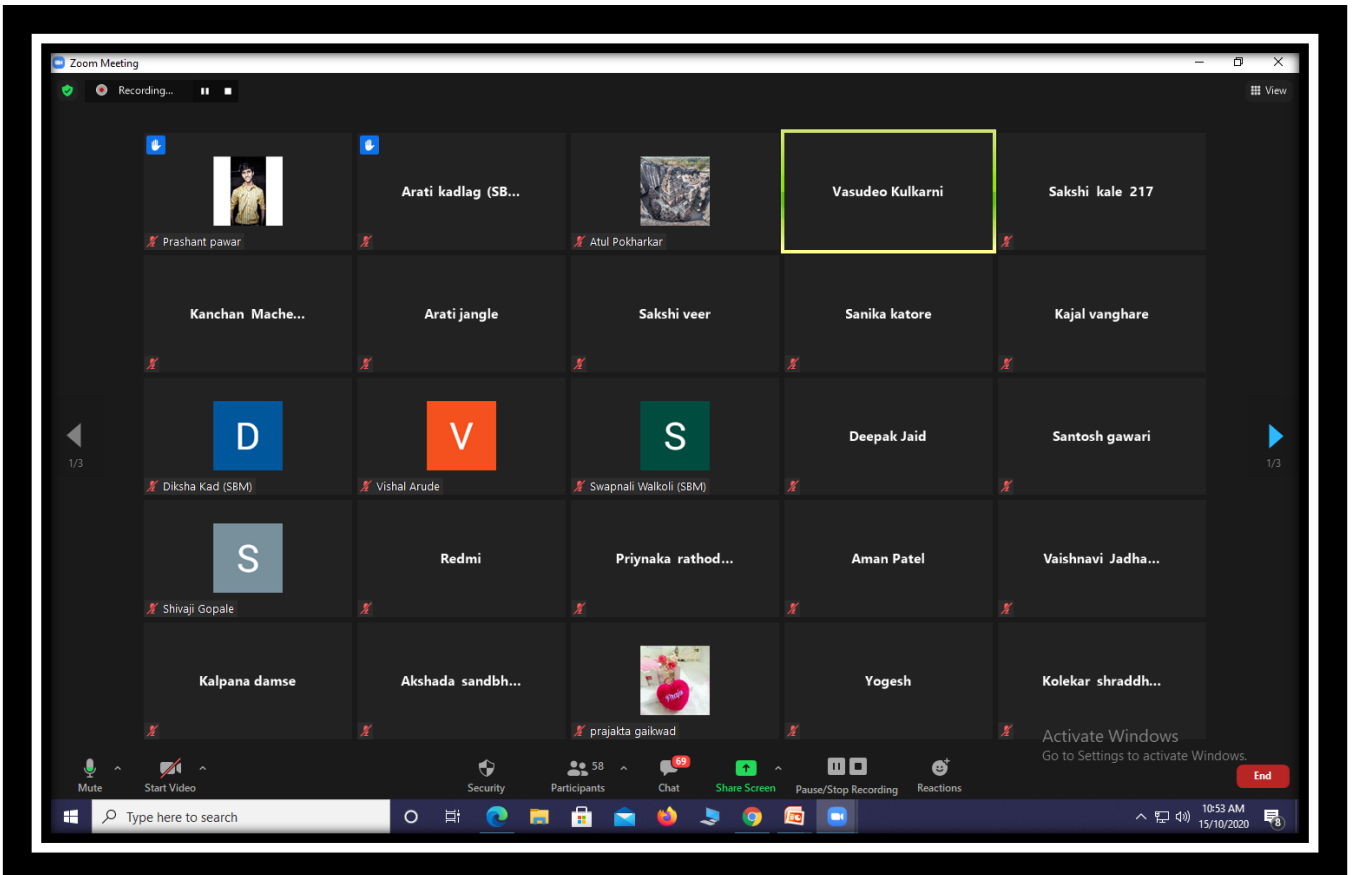 Zoom Meeting
Recording...
View
Prashant pawar
Arati kadlag (SB...
Atul Pokharkar
Vasudeo Kulkarni
Sakshi kale 217
Kanchan Mache...
Arati jangle
Sakshi veer
Sanika katore
Kajal vanghare
1/3
D
Diksha Kad (SBM)
V
Vishal Arude
S
Swapnali Walkoli (SBM)
Deepak Jaid
Santosh gawari
1/3
S
Shivaji Gopale
Redmi
Priynaka rathod...
Aman Patel
Vaishnavi Jadha...
Kalpana damse
Akshada sandbh...
prajakta gaikwad
Yogesh
Kolekar shraddh...
Activate Windows
Go to Settings to activate Windows.
Mute
Start Video
Security
58
Participants
69
Chat
Share Screen
Pause/Stop Recording
Reactions
End
Type here to search
10:53 AM
15/10/2020
8